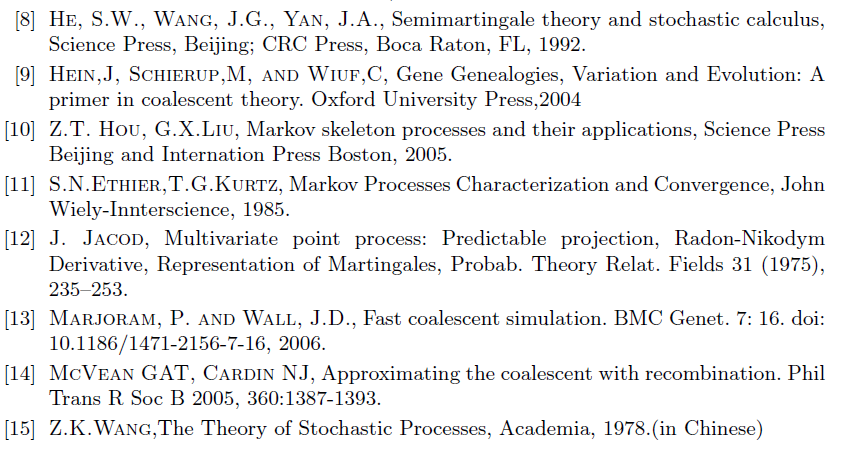 [8] HE, S.W., WANG, J.G., YAN, J.A., Semimartingale theory and stochastic calculus,
Science Press, Beijing; CRC Press, Boca Raton, FL, 1992.
[9] HEIN,J, SCHIERUP,M, AND WIUF,C, Gene Genealogies, Variation and Evolution: A
primer in coalescent theory. Oxford University Press,2004
[10] Z.T. HOU, G.X.LIU, Markov skeleton processes and their applications, Science Press
Beijing and Internation Press Boston, 2005.
[11] S.N.ETHIER,T.G.KURTZ, Markov Processes Characterization and Convergence, John
Wiely-Innterscience, 1985.
[12] J. JACOD, Multivariate point process: Predictable projection, Radon-Nikodym
Derivative, Representation of Martingales, Probab. Theory Relat. Fields 31 (1975),
235–253.
[13] MARJORAM, P. AND WALL, J.D., Fast coalescent simulation. BMC Genet. 7: 16. doi:
10.1186/1471-2156-7-16, 2006.
[14] MCVEAN GAT, CARDIN NJ, Approximating the coalescent with recombination. Phil
Trans R Soc B 2005, 360:1387-1393.
[15] Z.K.WANG,The Theory of Stochastic Processes, Academia, 1978.(in Chinese)